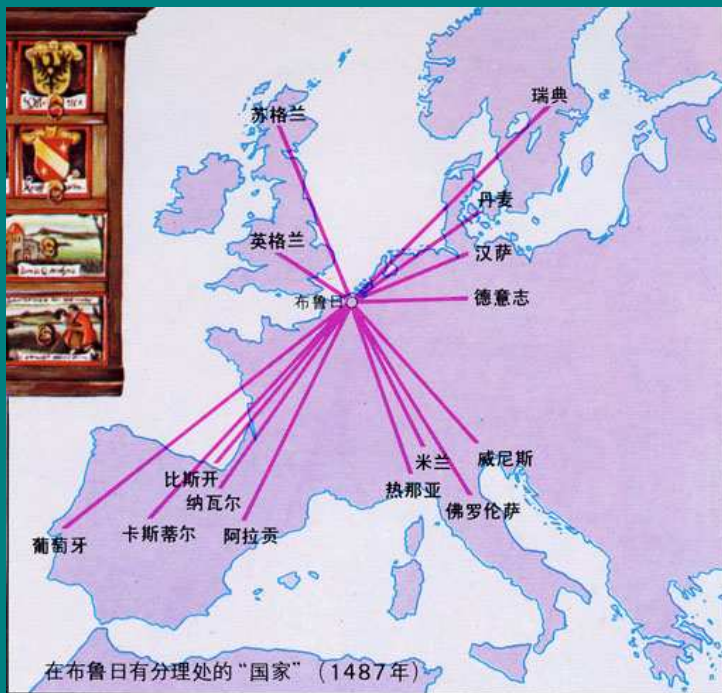 苏格兰
瑞典
丹麦
英格兰
汉萨
布鲁日
德意志
比斯开
纳瓦尔
米兰
威尼斯
热那亚
佛罗伦萨
葡萄牙
卡斯蒂尔
阿拉贡
在布鲁日有分理处的“国家”（1487年）